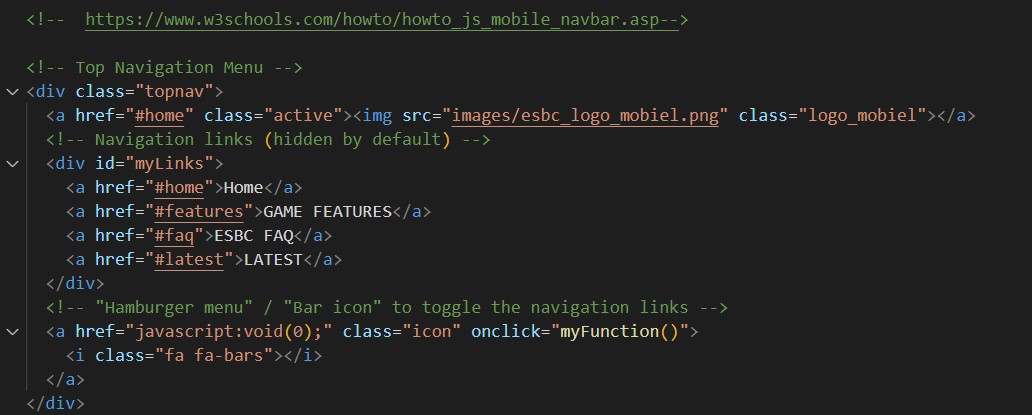 <!--  https://www.w3schools.com/howto/howto_js_mobile_navbar.asp-->
<!-- Top Navigation Menu -->
<div class="topnav">
<a href="#home" class="active"><img src="images/esbc_logo_mobiel.png" class="logo_mobiel"></a>
<!-- Navigation links (hidden by default) -->
<div id="myLinks">
<a href="#home">Home</a>
<a href="#features">GAME FEATURES</a>
<a href="#faq">ESBC FAQ</a>
<a href="#latest">LATEST</a>
</div>
<!-- "Hamburger menu" / "Bar icon" to toggle the navigation links -->
<a href="javascript:void(0);" class="icon" onclick="myFunction()">
<i class="fa fa-bars"></i>
</a>
</div>